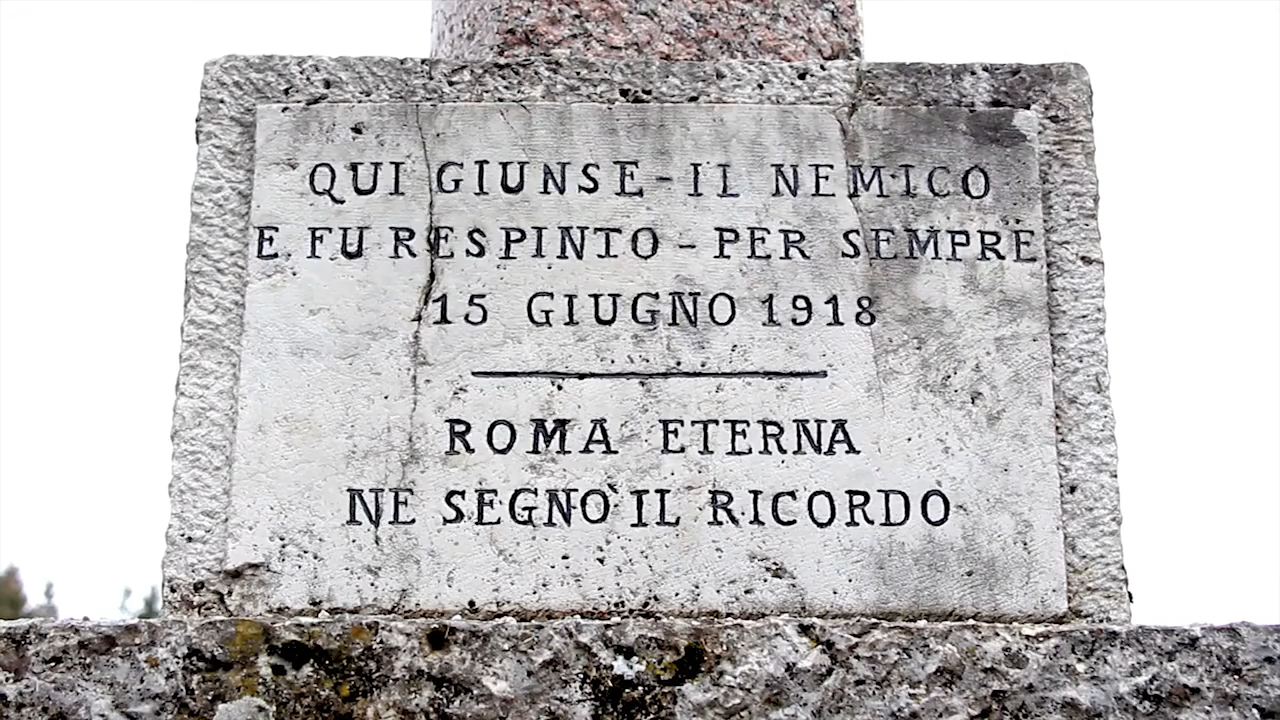 QUI GIUNSE-IL NEMICO
E FU RESPINTO - PER SEMPRE
15 GIUGNO 1918
ROMA ETERNA
NE SEGNÒ IL RICORDO